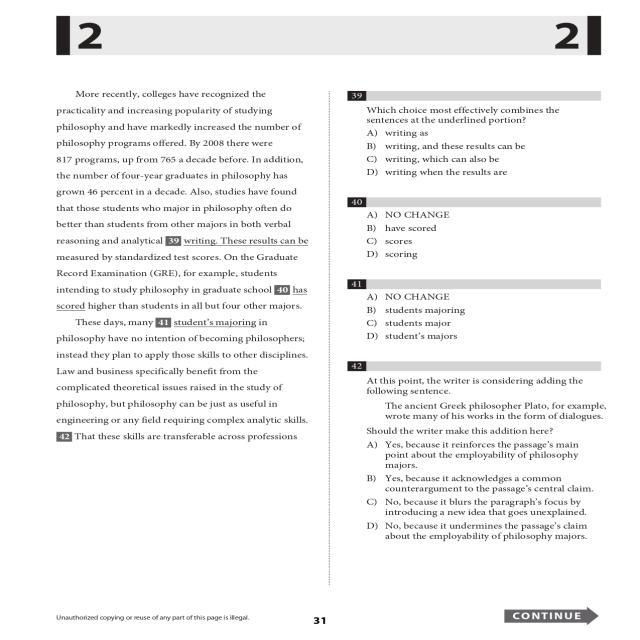 2
2
More recently, colleges have recognized the
practicality and increasing popularity of studying
philosophy and have markedly increased the number of
philosophy programs offered. By 2008 there were
817 programs, up from 765 a decade before. In addition,
the number of four-year graduates in philosophy has
grown 46 percent in a decade. Also, studies have found
that those students who major in philosophy often do
better than students from other majors in both verbal
reasoning and analytical 39 writing. These results can be
measured by standardized test scores. On the Graduate
Record Examination (GRE), for example, students
intending to study philosophy in graduate school 40 has
scored higher than students in all but four other majors.
These days, many 41 student's majoring in
philosophy have no intention of becoming philosophers;
instead they plan to apply those skills to other disciplines.
Law and business specifically benefit from the
complicated theoretical issues raised in the study of
philosophy, but philosophy can be just as useful in
engineering or any field requiring complex analytic skills.
42 That these skills are transferable across professions
39
Which choice most effectively combines the
sentences at the underlined portion?
A) writing as
B) writing, and these results can be
C) writing, which can also be
D) writing when the results are
40
A) NO CHANGE
B) have scored
C) scores
D) scoring
41
A) NO CHANGE
B) students majoring
C) students major
D) student's majors
42
At this point, the writer is considering adding the
following sentence.
The ancient Greek philosopher Plato, for example,
wrote many of his works in the form of dialogues.
Should the writer make this addition here?
A) Yes, because it reinforces the passage's main
point about the employability of philosophy
majors.
B) Yes, because it acknowledges a common
counterargument to the passage's central claim.
C) No, because it blurs the paragraph's focus by
introducing a new idea that goes unexplained.
D) No, because it undermines the passage's claim
about the employability of philosophy majors.
Unauthorized copying or reuse of any part of this page is illegal.
31
CONTINUE